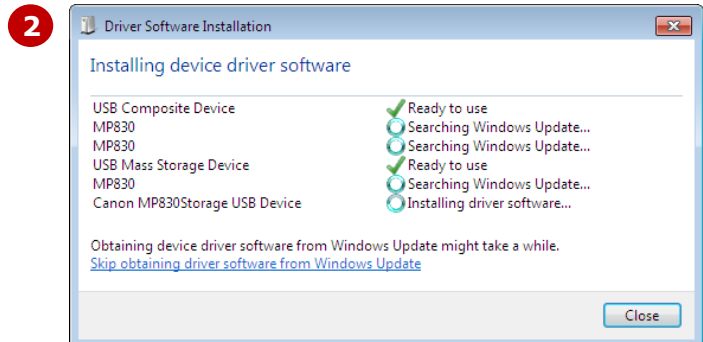 2
Driver Software Installation
Installing device driver software
USB Composite Device Ready to use
MP830 Searching Windows Update...
MP830 Searching Windows Update...
USB Mass Storage Device Ready to use
MP830 Searching Windows Update...
Canon MP830Storage USB Device Installing driver software...
Obtaining device driver software from Windows Update might take a while.
Skip obtaining driver software from Windows Update
Close